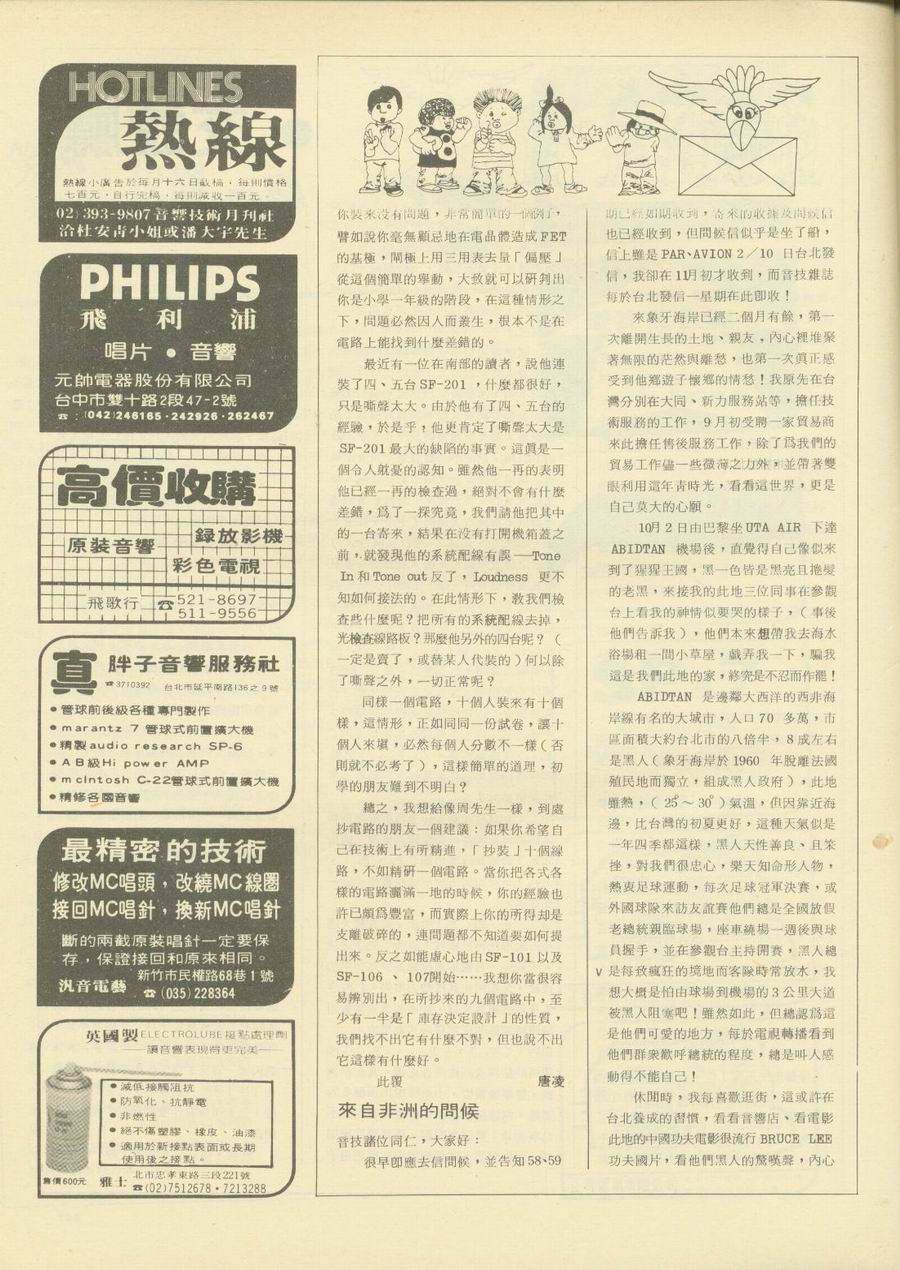 HOTLINES
熱線
熱線小廣告於每月十六日截稿,每則價格
七百元,自行完稿,每則減收一百元。
02)393-9807音響技術月刊社
洽杜安青小姐或潘大宇先生
PHILIPS
飛利浦
唱片•音響
元帥電器股份有限公司
台中市雙十路2段47-2號
☎:(042)246165·242926·262467
高價收購
原裝音響
錄放影機
彩色電視
飛歌行 ☎521-8697
511-9556
真 胖子音響服務社
☎3710392 台北市延平南路136之9號
•管球前後級各種專門製作
•marantz 7 管球式前置擴大機
•精製audio research SP-6
•AB級Hi power AMP
•mcIntosh C-22管球式前置擴大機
•精修各國音響
最精密的技術
修改MC唱頭,改繞MC線圈
接回MC唱針,換新MC唱針
斷的兩截原裝唱針一定要保
存,保證接回和原來相同。
新竹市民權路68巷1號
汎音電藝 ☎(035)228364
英國製ELECTROLUBE接點處理劑
讓音響表現得更完美
•減低接觸阻抗
•防氧化、抗靜電
•非燃性
•絕不傷塑膠、橡皮、油漆
•適用於新接點表面或長期
使用後之接點。
售價600元 雅士 北市忠孝東路三段221號
☎(02)7512678·7213288
你裝來沒有問題,非常簡單的一個例子,
譬如說你毫無顧忌地在電晶體造成FET
的基極,閘極上用三用表去量「偏壓」
從這個簡單的舉動,大致就可以研判出
你是小學一年級的階段,在這種情形之
下,問題必然因人而叢生,根本不是在
電路上能找到什麼差錯的。
最近有一位在南部的讀者,說他連
裝了四、五台SF-201,什麼都很好,
只是嘶聲太大。由於他有了四、五台的
經驗,於是乎,他更肯定了嘶聲太大是
SF-201最大的缺陷的事實。這眞是一
個令人躭憂的認知。雖然他一再的表明
他已經一再的檢查過,絕對不會有什麼
差錯,爲了一探究竟,我們請他把其中
的一台寄來,結果在沒有打開機箱蓋之
前,就發現他的系統配線有誤—Tone
In和Tone out反了,Loudness 更不
知如何接法的。在此情形下,敎我們檢
查些什麼呢?把所有的系統配線去掉,
光檢查線路板?那麼他另外的四台呢?(
一定是賣了,或替某人代裝的)何以除
了嘶聲之外,一切正常呢?
同樣一個電路,十個人裝來有十個
樣,這情形,正如同同一份試卷,讓十
個人來塡,必然每個人分數不一樣(否
則就不必考了),這樣簡單的道理,初
學的朋友難到不明白?
總之,我想給像周先生一樣,到處
抄電路的朋友一個建議:如果你希望自
己在技術上有所精進,「抄裝」十個線
路,不如精硏一個電路。當你把各式各
樣的電路灑滿一地的時候,你的經驗也
許已頗爲豐富,而實際上你的所得却是
支離破碎的,連問題都不知道要如何提
出來。反之如能虛心地由SF-101以及
SF-106、107開始……我想你當很容
易辨別出,在所抄來的九個電路中,至
少有一半是「庫存決定設計」的性質,
我們找不出它有什麼不對,但也說不出
它這樣有什麼好。
此覆 唐凌
來自非洲的問候
音技諸位同仁,大家好:
很早卽應去信問候,並告知58、59
期已經如期收到,寄來的收據及問候信
也已經收到,但問候信似乎是坐了船,
信上雖是PAR、AVION 2/10 日台北發
信,我卻在11月初才收到,而音技雜誌
每於台北發信一星期在此卽收!
來象牙海岸已經二個月有餘,第一
次離開生長的土地、親友,內心裡堆聚
著無限的茫然與離愁,也第一次眞正感
受到他鄉遊子懷鄉的情愁!我原先在台
灣分別在大同、新力服務站等,擔任技
術服務的工作,9月初受聘一家貿易商
來此擔任售後服務工作,除了爲我們的
貿易工作儘一些微薄之力外,並帶著雙
眼利用這年靑時光,看看這世界,更是
自己莫大的心願。
10月2日由巴黎坐UTA AIR 下達
ABIDTAN 機場後,直覺得自己像似來
到了猩猩王國,黑一色皆是黑亮且捲髮
的老黑,來接我的此地三位同事在參觀
台上看我的神情似要哭的樣子,(事後
他們告訴我),他們本來想帶我去海水
浴場租一間小草屋,戲弄我一下,騙我
這是我們此地的家,終究是不忍而作罷!
ABIDTAN 是邊鄰大西洋的西非海
岸線有名的大城市,人口70 多萬,市
區面積大約台北市的八倍半,8成左右
是黑人(象牙海岸於1960 年脫離法國
殖民地而獨立,組成黑人政府),此地
雖熱,(25°~30°)氣溫,但因靠近海
邊,比台灣的初夏更好,這種天氣似是
一年四季都這樣,黑人天性善良、且笨
挫,對我們很忠心,樂天知命形人物,
熱衷足球運動,每次足球冠軍決賽,或
外國球隊來訪友誼賽他們總是全國放假
老總統親臨球場,座車繞場一週後與球
員握手,並在參觀台主持開賽,黑人總
是每致瘋狂的境地而客隊時常放水,我
想大概是怕由球場到機場的3公里大道
被黑人阻塞吧!雖然如此,但總認爲這
是他們可愛的地方,每於電視轉播看到
他們群衆歡呼總統的程度,總是叫人感
動得不能自己!
休閒時,我每喜歡逛街,這或許在
台北養成的習慣,看看音響店、看電影
此地的中國功夫電影很流行BRUCE LEE
功夫國片,看他們黑人的驚嘆聲,內心